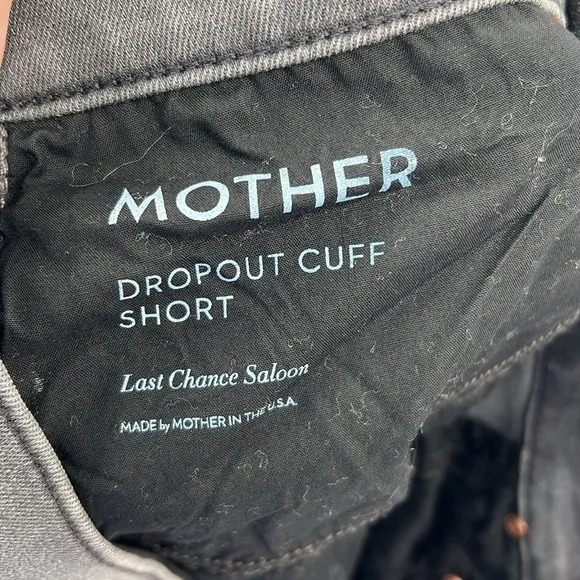 MOTHER
DROPOUT CUFF
SHORT
Last Chance Saloon
MADE by MOTHER IN THE U.S.A.